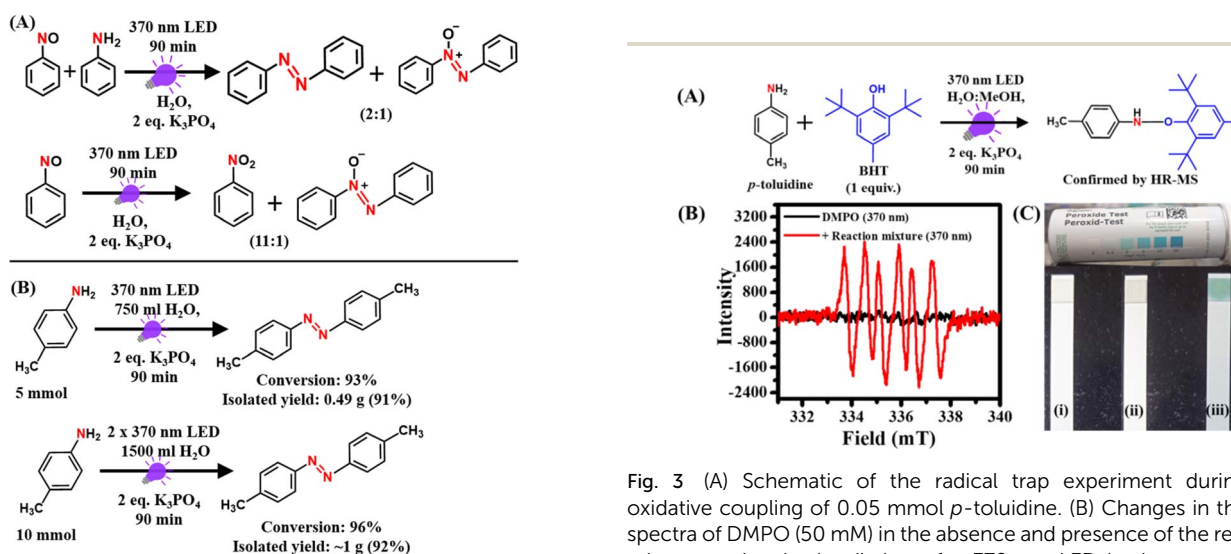 (A)
NO
NH2
370 nm LED
90 min
+
H2O,
2 eq. K3PO4
N
N
+
O−
N+
N
(2:1)
NO
370 nm LED
90 min
H2O,
2 eq. K3PO4
NO2
+
O−
N+
N
(11:1)
(B)
NH2
H3C
5 mmol
370 nm LED
750 ml H2O,
2 eq. K3PO4
90 min
CH3
N
N
H3C
Conversion: 93%
Isolated yield: 0.49 g (91%)
NH2
H3C
10 mmol
2 x 370 nm LED
1500 ml H2O
2 eq. K3PO4
90 min
CH3
N
N
H3C
Conversion: 96%
Isolated yield: ~1 g (92%)
(A)
NH2
CH3
p-toluidine
+
OH
BHT
(1 equiv.)
370 nm LED
H2O:MeOH,
2 eq. K3PO4
90 min
H3C
H
N
O
Confirmed by HR-MS
(B)
Intensity
3200
2400
1600
800
0
-800
-1600
-2400
DMPO (370 nm)
+ Reaction mixture (370 nm)
332
334
336
338
340
Field (mT)
(C)
Peroxide Test
Peroxid-Test
(i)
(ii)
(iii)
Fig. 3 (A) Schematic of the radical trap experiment durin
oxidative coupling of 0.05 mmol p-toluidine. (B) Changes in th
spectra of DMPO (50 mM) in the absence and presence of the ra